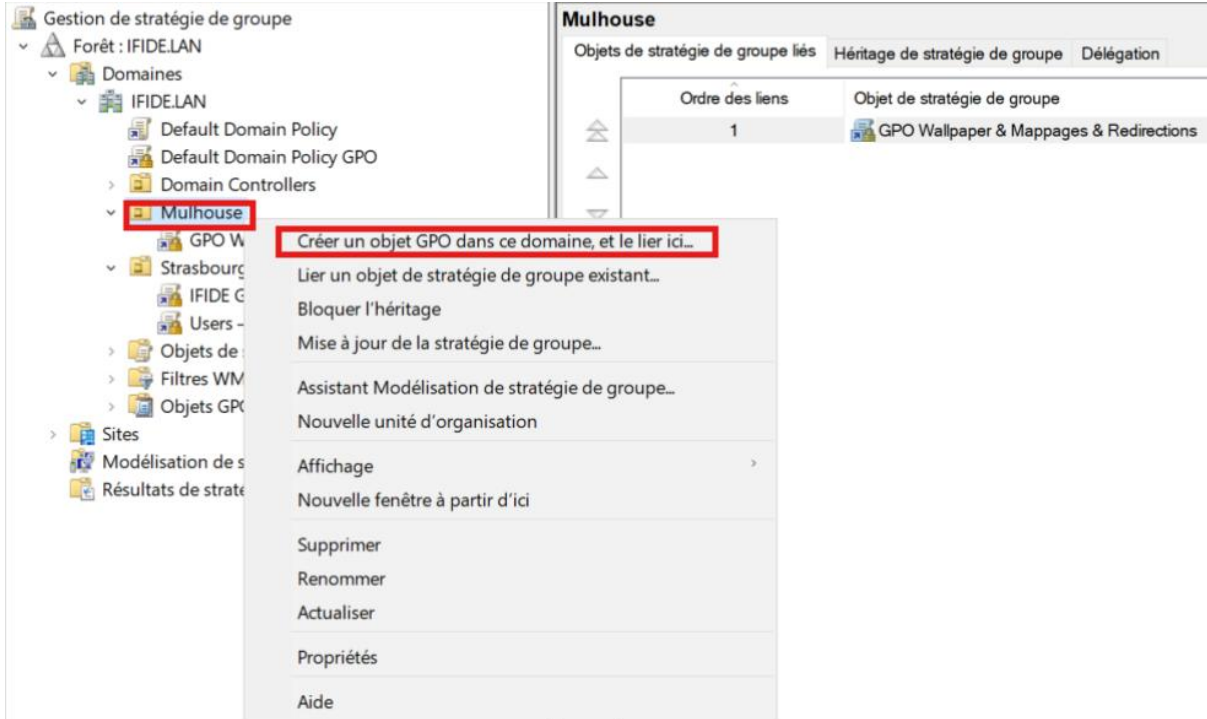 Gestion de stratégie de groupe
Forêt : IFIDE.LAN
Domaines
IFIDE.LAN
Default Domain Policy
Default Domain Policy GPO
Domain Controllers
Mulhouse
GPO W
Strasbourg
IFIDE G
Users –
Objets de
Filtres WM
Objets GPO
Sites
Modélisation de s
Résultats de straté
Créer un objet GPO dans ce domaine, et le lier ici...
Lier un objet de stratégie de groupe existant...
Bloquer l'héritage
Mise à jour de la stratégie de groupe...
Assistant Modélisation de stratégie de groupe...
Nouvelle unité d'organisation
Affichage
Nouvelle fenêtre à partir d'ici
Supprimer
Renommer
Actualiser
Propriétés
Aide
Mulhouse
Objets de stratégie de groupe liés Héritage de stratégie de groupe Délégation
Ordre des liens Objet de stratégie de groupe
1 GPO Wallpaper & Mappages & Redirections